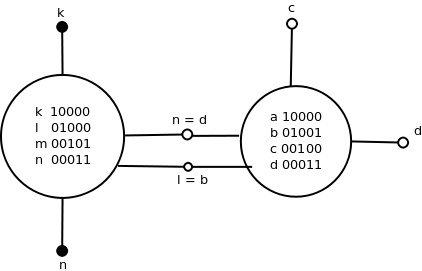 k
c
n = d
d
k 10000
l 01000
m 00101
n 00011
a 10000
b 01001
c 00100
d 00011
l = b
n